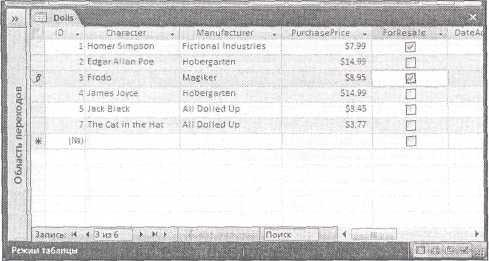 Dolls
ID Character Manufacturer PurchasePrice ForResale DateAc
1 Homer Simpson Fictional Industries $7.99
2 Edgar Allan Poe Hobergarten $14.99
3 Frodo Magiker $8.95
4 James Joyce Hobergarten $14.99
5 Jack Black All Dolled Up $3.45
7 The Cat in the Hat All Dolled Up $3.77
(№)
Область переходов
Запись: 3 из 6 Поиск
Режим таблицы